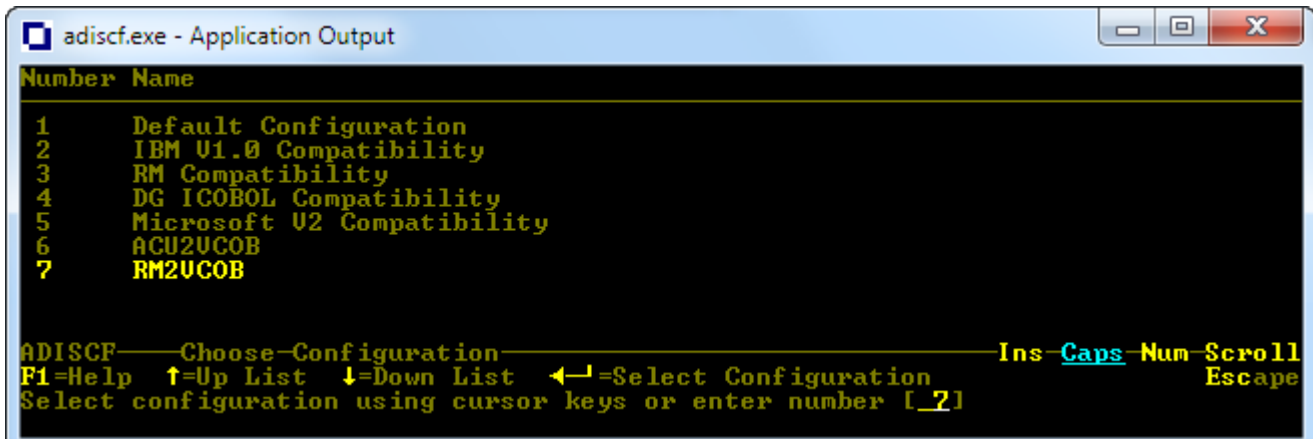 adiscf.exe - Application Output
Number Name
1 Default Configuration
2 IBM V1.0 Compatibility
3 RM Compatibility
4 DG ICOBOL Compatibility
5 Microsoft V2 Compatibility
6 ACU2VCOB
7 RM2VCOB
ADISCF——Choose—Configuration——Ins—Caps—Num—Scroll
F1=Help ↑=Up List ↓=Down List ◄─┘=Select Configuration Escape
Select configuration using cursor keys or enter number [ 7]